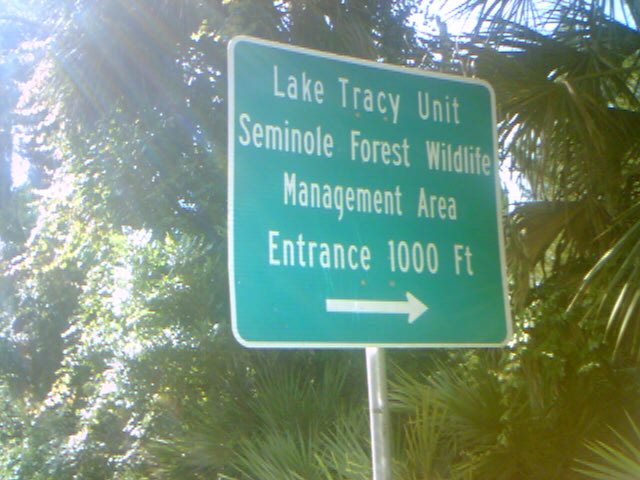 Lake Tracy Unit
Seminole Forest Wildlife
Management Area
Entrance 1000 Ft